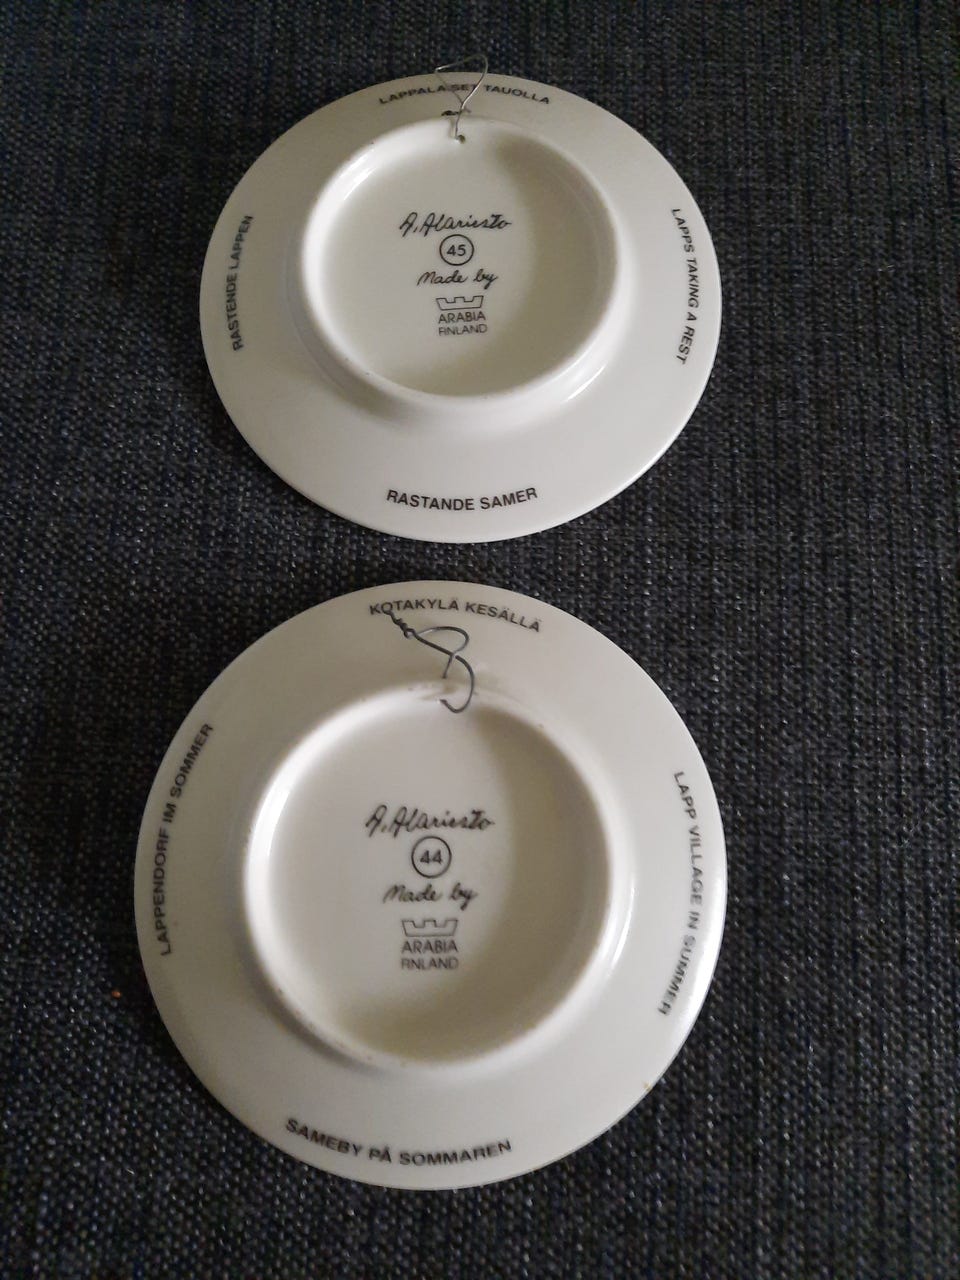 LAPPALAISET TAUOLLA
RASTENDE LAPPEN
LAPPS TAKING A REST
A. Alariesto
45
Made by
ARABIA
FINLAND
RASTANDE SAMER
KOTAKYLÄ KESÄLLÄ
LAPPENDORF IM SOMMER
LAPP VILLAGE IN SUMMER
A. Alariesto
44
Made by
ARABIA
FINLAND
SAMEBY PÅ SOMMAREN